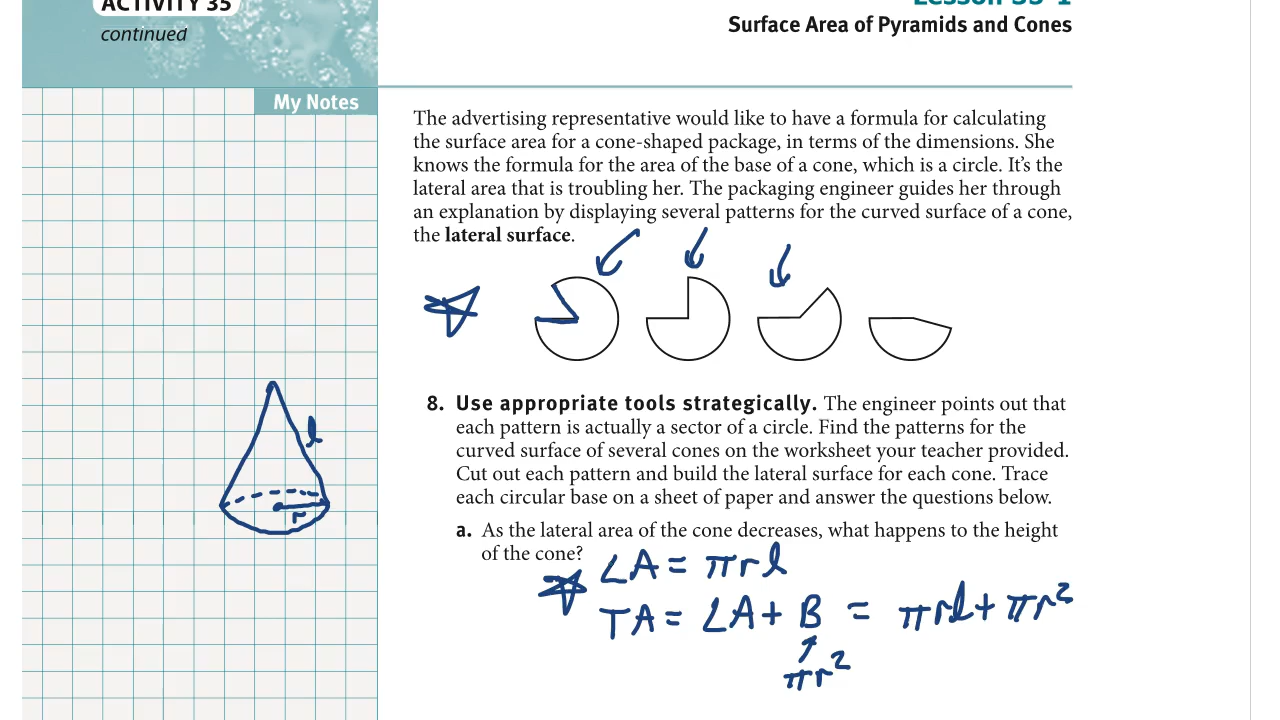 ACTIVITY 35
continued
Lesson 35-1
Surface Area of Pyramids and Cones
My Notes
The advertising representative would like to have a formula for calculating
the surface area for a cone-shaped package, in terms of the dimensions. She
knows the formula for the area of the base of a cone, which is a circle. It’s the
lateral area that is troubling her. The packaging engineer guides her through
an explanation by displaying several patterns for the curved surface of a cone,
the lateral surface.
l
r
8. Use appropriate tools strategically. The engineer points out that
each pattern is actually a sector of a circle. Find the patterns for the
curved surface of several cones on the worksheet your teacher provided.
Cut out each pattern and build the lateral surface for each cone. Trace
each circular base on a sheet of paper and answer the questions below.
a. As the lateral area of the cone decreases, what happens to the height
of the cone?
LA = πrl
TA = LA + B = πrl + πr²
πr²